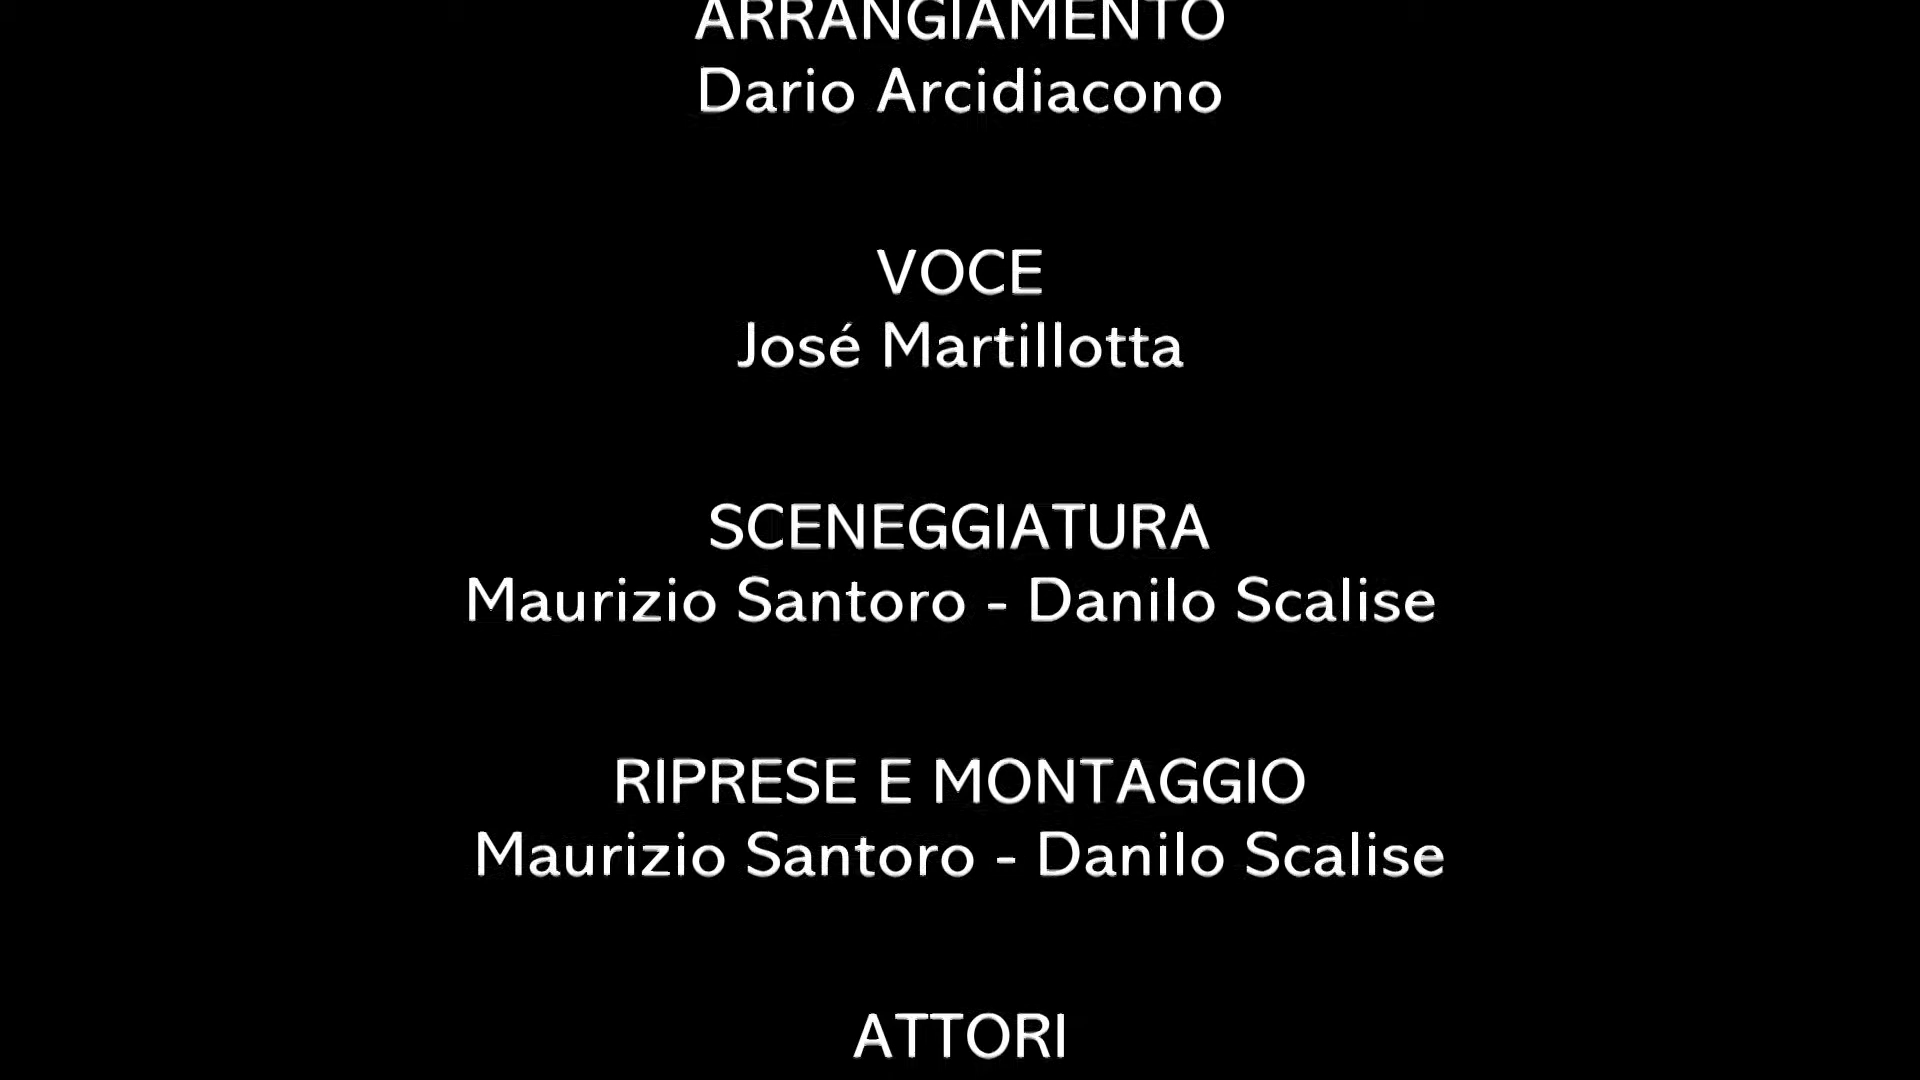 ARRANGIAMENTO
Dario Arcidiacono
VOCE
José Martillotta
SCENEGGIATURA
Maurizio Santoro - Danilo Scalise
RIPRESE E MONTAGGIO
Maurizio Santoro - Danilo Scalise
ATTORI